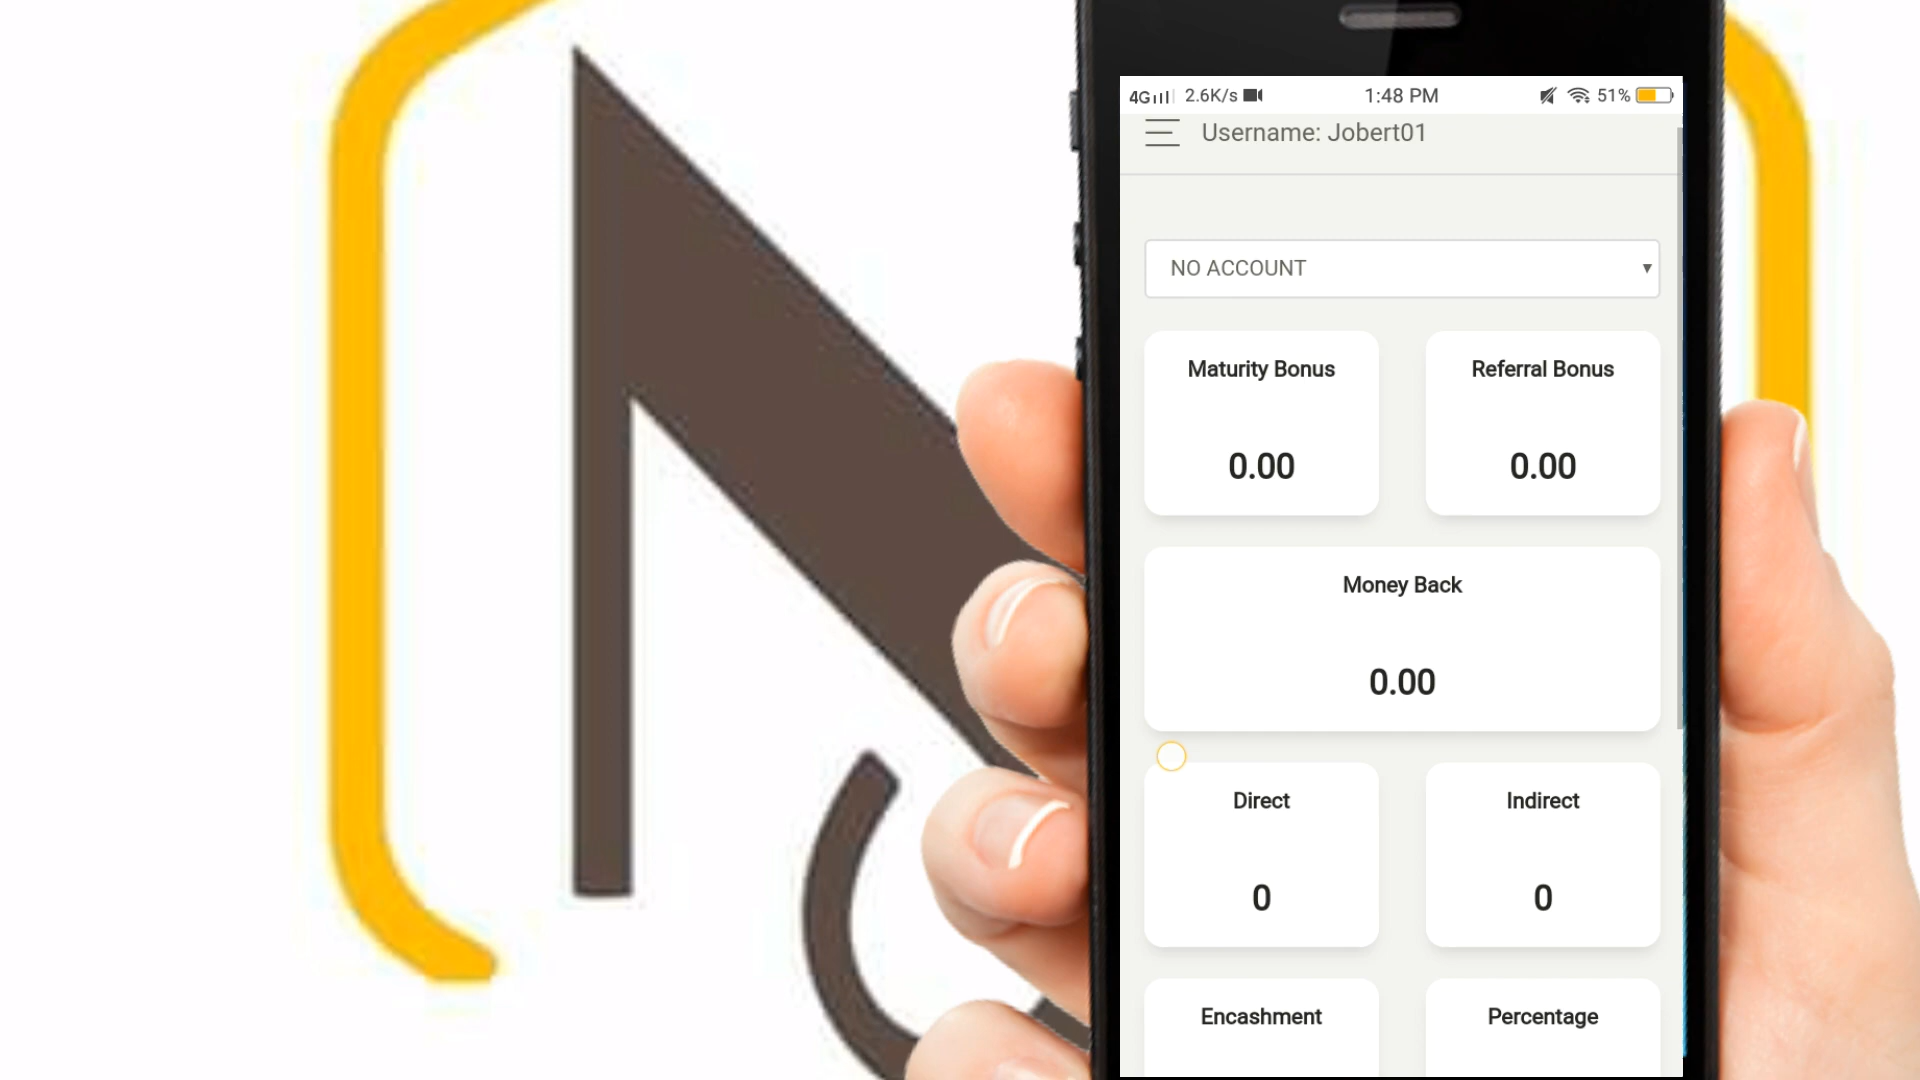 4G 2.6K/s 1:48 PM 51%
Username: Jobert01
NO ACCOUNT
Maturity Bonus
0.00
Referral Bonus
0.00
Money Back
0.00
Direct
0
Indirect
0
Encashment
Percentage